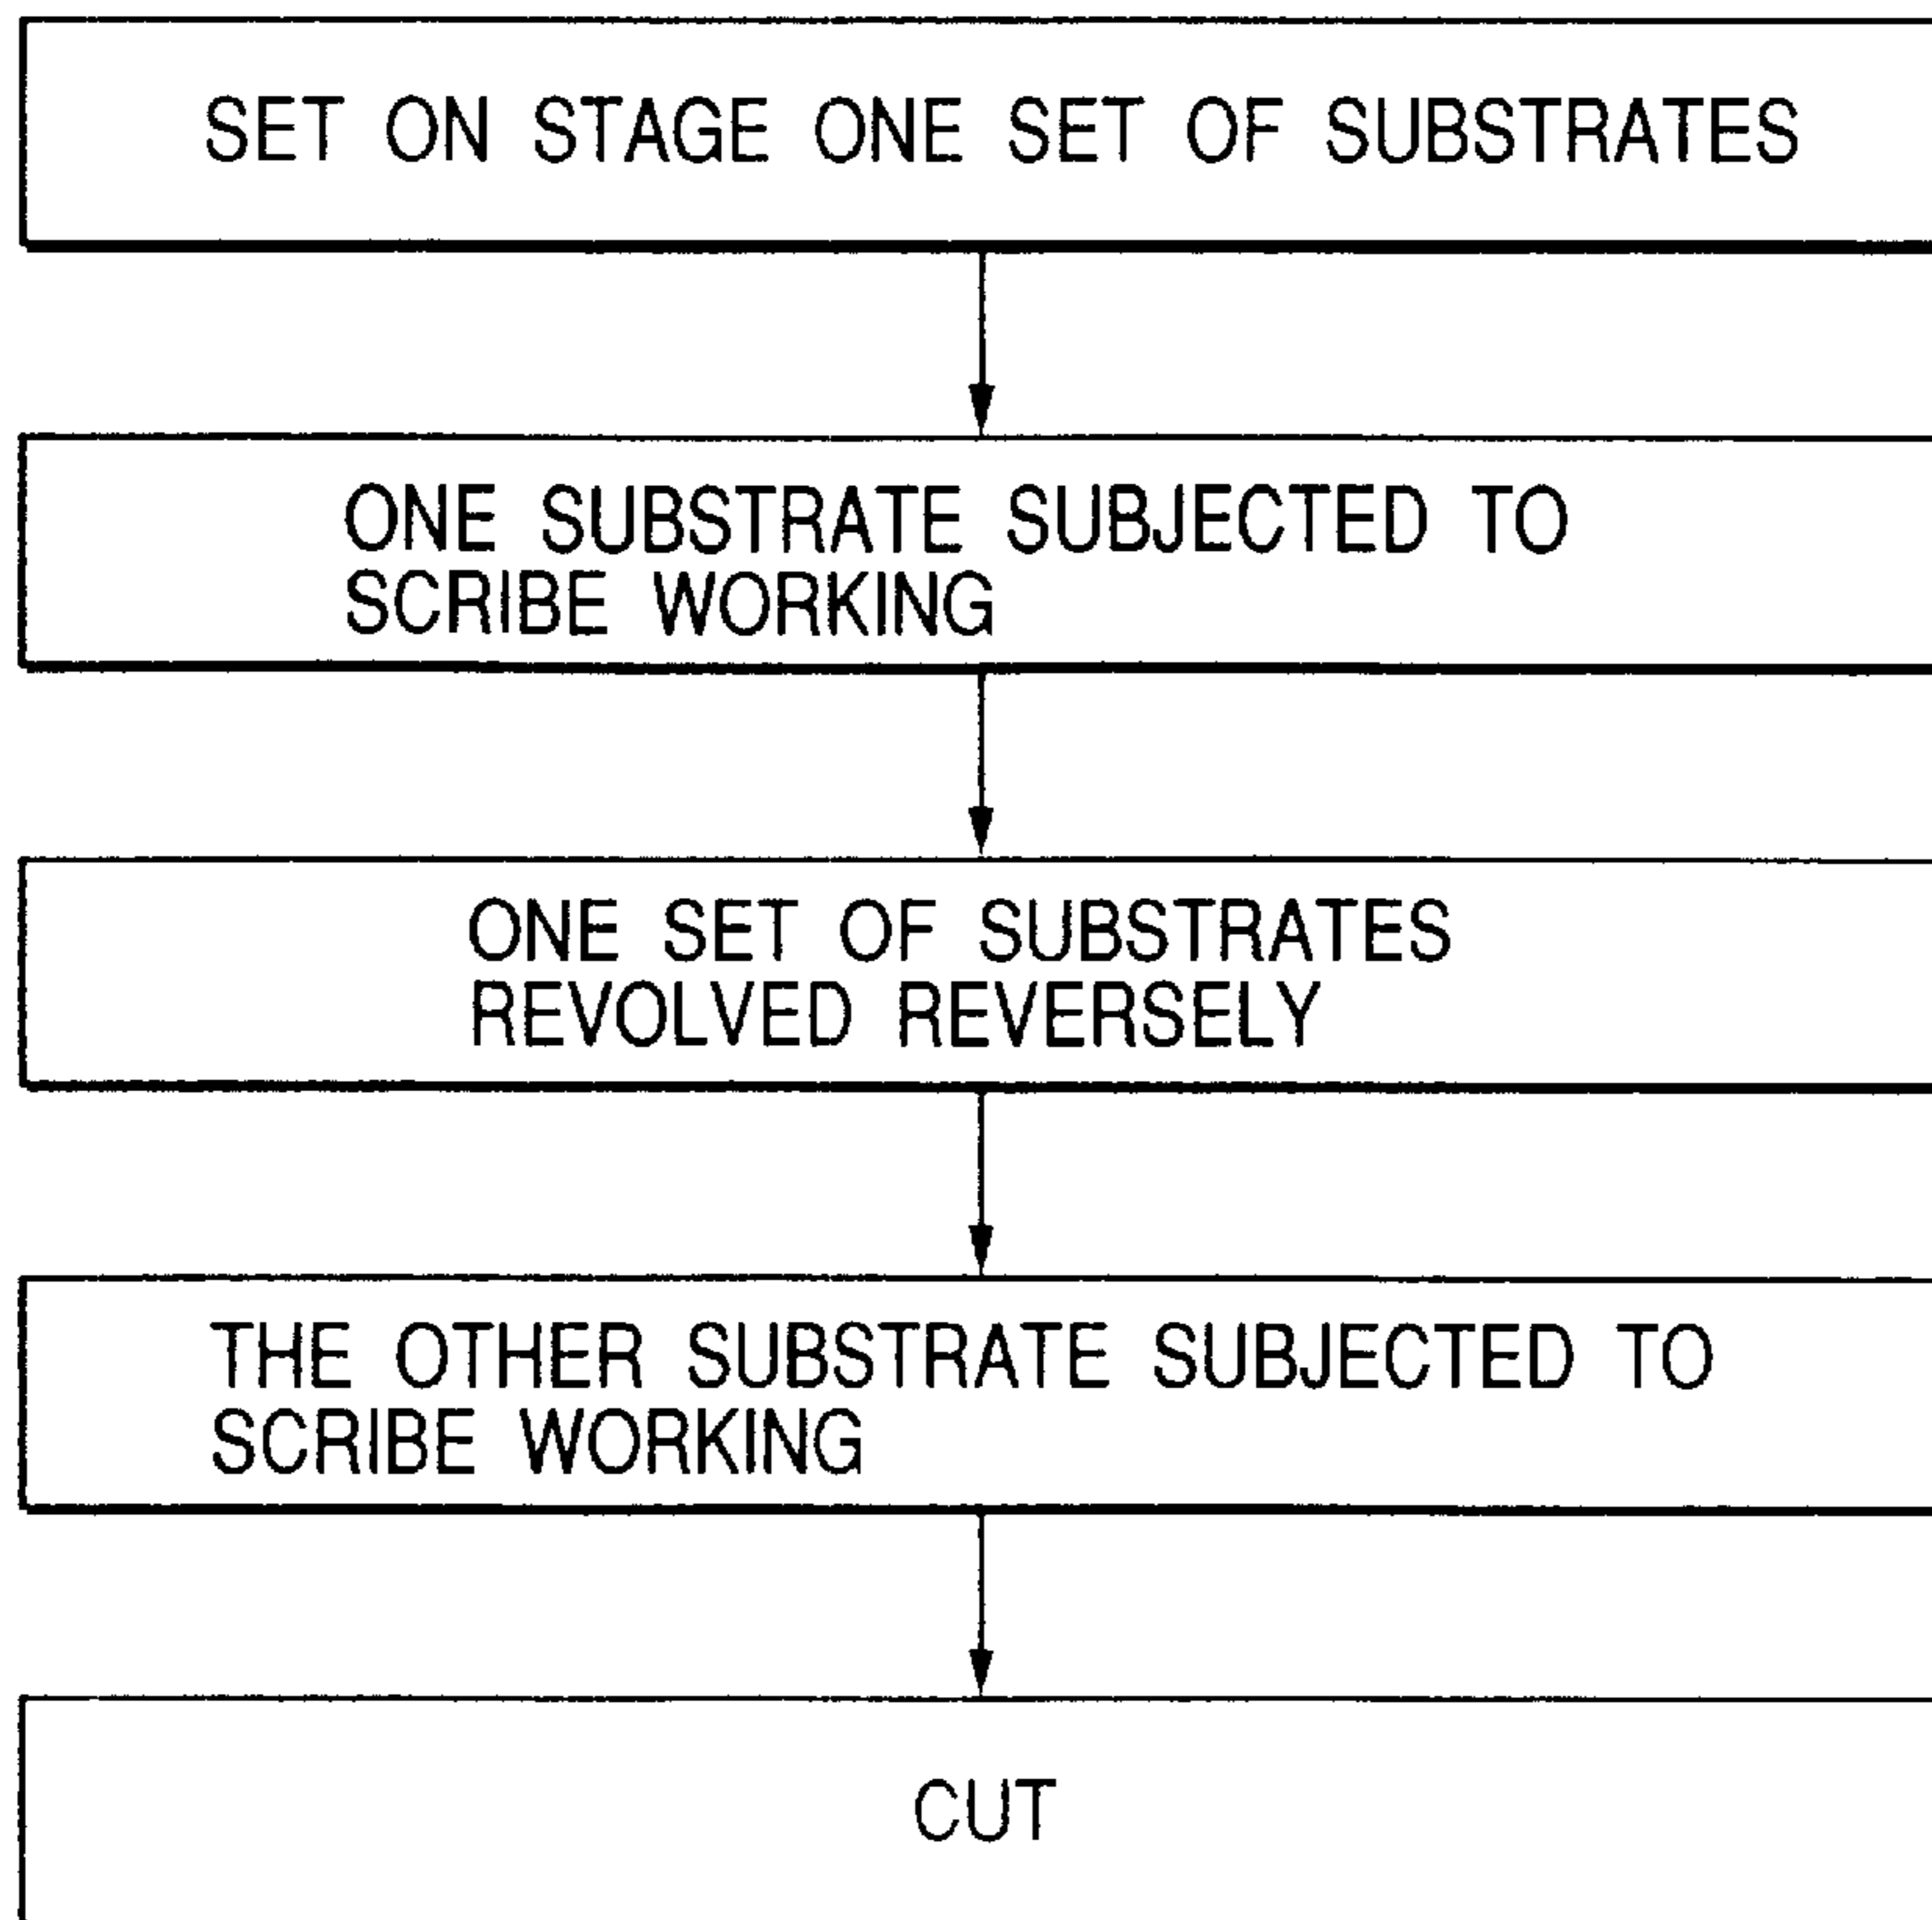 SET ON STAGE ONE SET OF SUBSTRATES
ONE SUBSTRATE SUBJECTED TO
SCRIBE WORKING
ONE SET OF SUBSTRATES
REVOLVED REVERSELY
THE OTHER SUBSTRATE SUBJECTED TO
SCRIBE WORKING
CUT